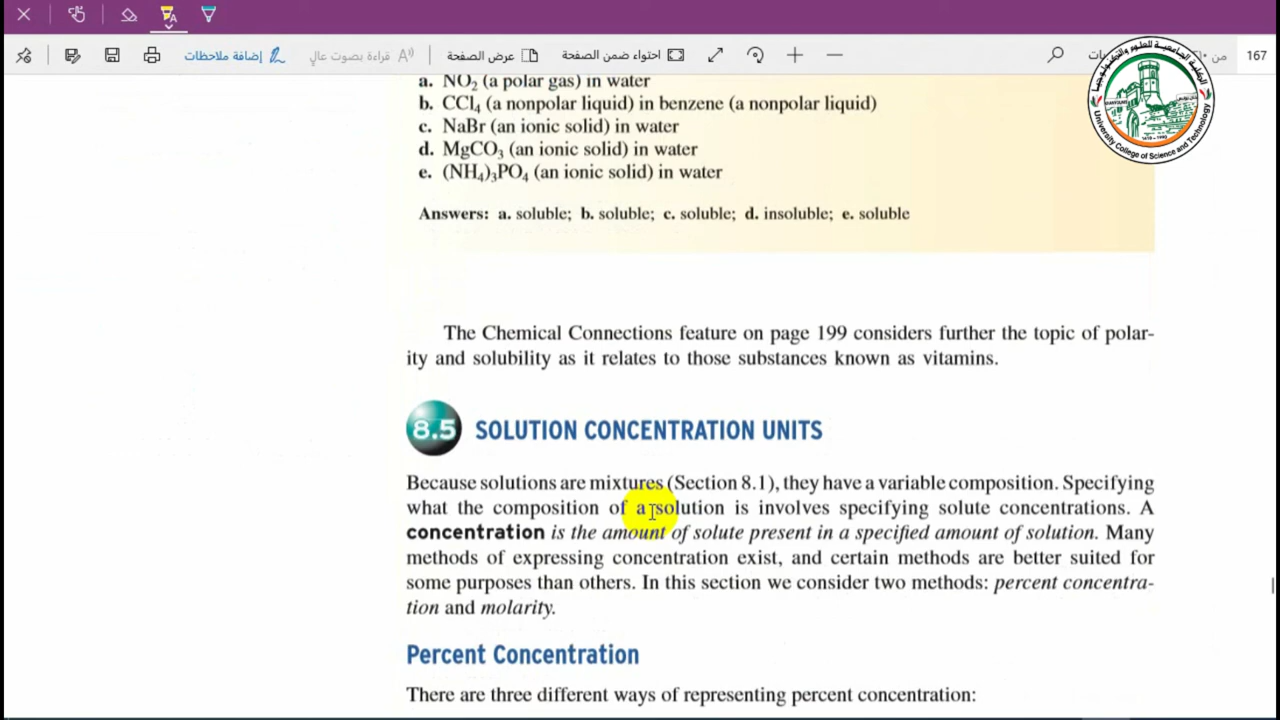 إضافة ملاحظات
قراءة بصوت عالٍ
عرض الصفحة
احتواء ضمن الصفحة
من
167
a. NO₂ (a polar gas) in water
b. CCl₄ (a nonpolar liquid) in benzene (a nonpolar liquid)
c. NaBr (an ionic solid) in water
d. MgCO₃ (an ionic solid) in water
e. (NH₄)₃PO₄ (an ionic solid) in water
Answers: a. soluble; b. soluble; c. soluble; d. insoluble; e. soluble
University College of Science and Technology
The Chemical Connections feature on page 199 considers further the topic of polar-
ity and solubility as it relates to those substances known as vitamins.
8.5 SOLUTION CONCENTRATION UNITS
Because solutions are mixtures (Section 8.1), they have a variable composition. Specifying
what the composition of a solution is involves specifying solute concentrations. A
concentration is the amount of solute present in a specified amount of solution. Many
methods of expressing concentration exist, and certain methods are better suited for
some purposes than others. In this section we consider two methods: percent concentra-
tion and molarity.
Percent Concentration
There are three different ways of representing percent concentration: